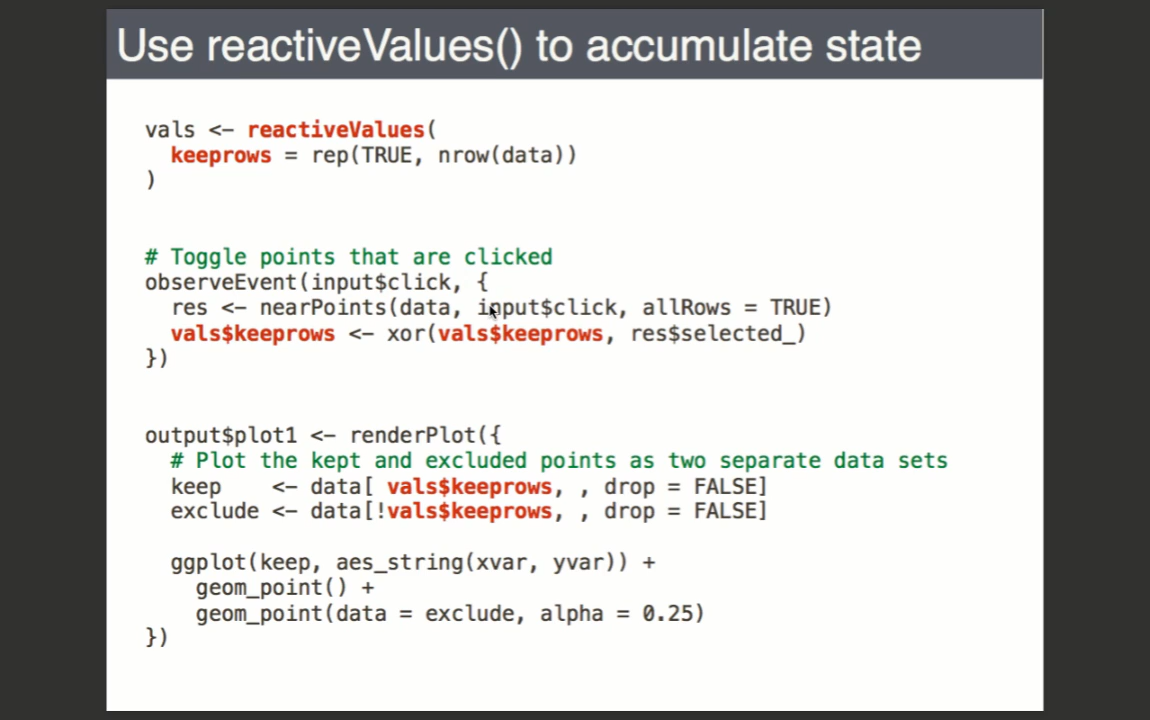 Use reactiveValues() to accumulate state
vals <- reactiveValues(
  keeprows = rep(TRUE, nrow(data))
)
# Toggle points that are clicked
observeEvent(input$click, {
  res <- nearPoints(data, input$click, allRows = TRUE)
  vals$keeprows <- xor(vals$keeprows, res$selected_)
})
output$plot1 <- renderPlot({
  # Plot the kept and excluded points as two separate data sets
  keep    <- data[ vals$keeprows, , drop = FALSE]
  exclude <- data[!vals$keeprows, , drop = FALSE]
  ggplot(keep, aes_string(xvar, yvar)) +
    geom_point() +
    geom_point(data = exclude, alpha = 0.25)
})